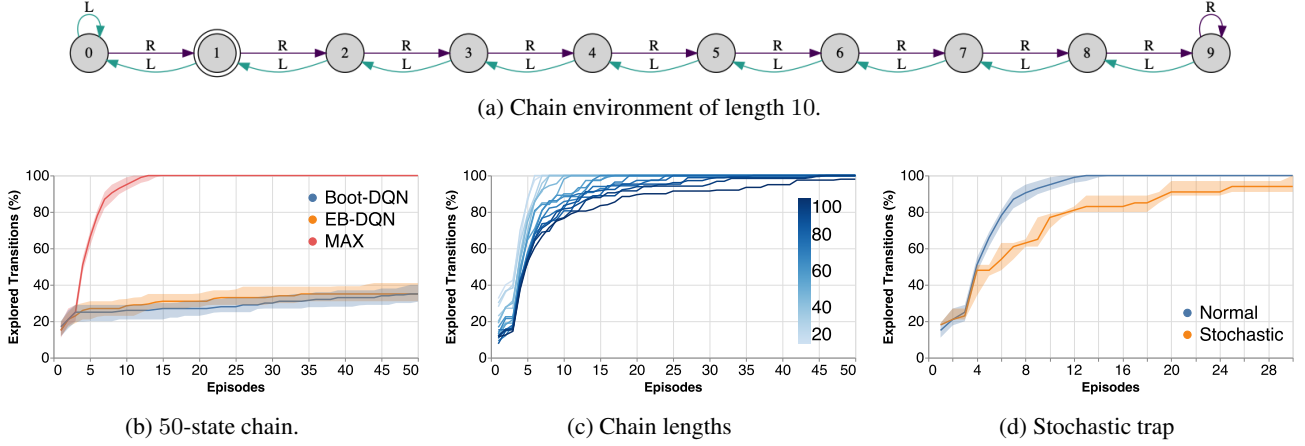 L
R
R R R R R R R R R
0 1 2 3 4 5 6 7 8 9
L L L L L L L L L
(a) Chain environment of length 10.
Explored Transitions (%)
100
80
60
40
20
0
Boot-DQN
EB-DQN
MAX
0 5 10 15 20 25 30 35 40 45 50
Episodes
(b) 50-state chain.
Explored Transitions (%)
100
80
60
40
20
0
100
80
60
40
20
0 5 10 15 20 25 30 35 40 45 50
Episodes
(c) Chain lengths
Explored Transitions (%)
100
80
60
40
20
0
Normal
Stochastic
0 4 8 12 16 20 24 28
Episodes
(d) Stochastic trap